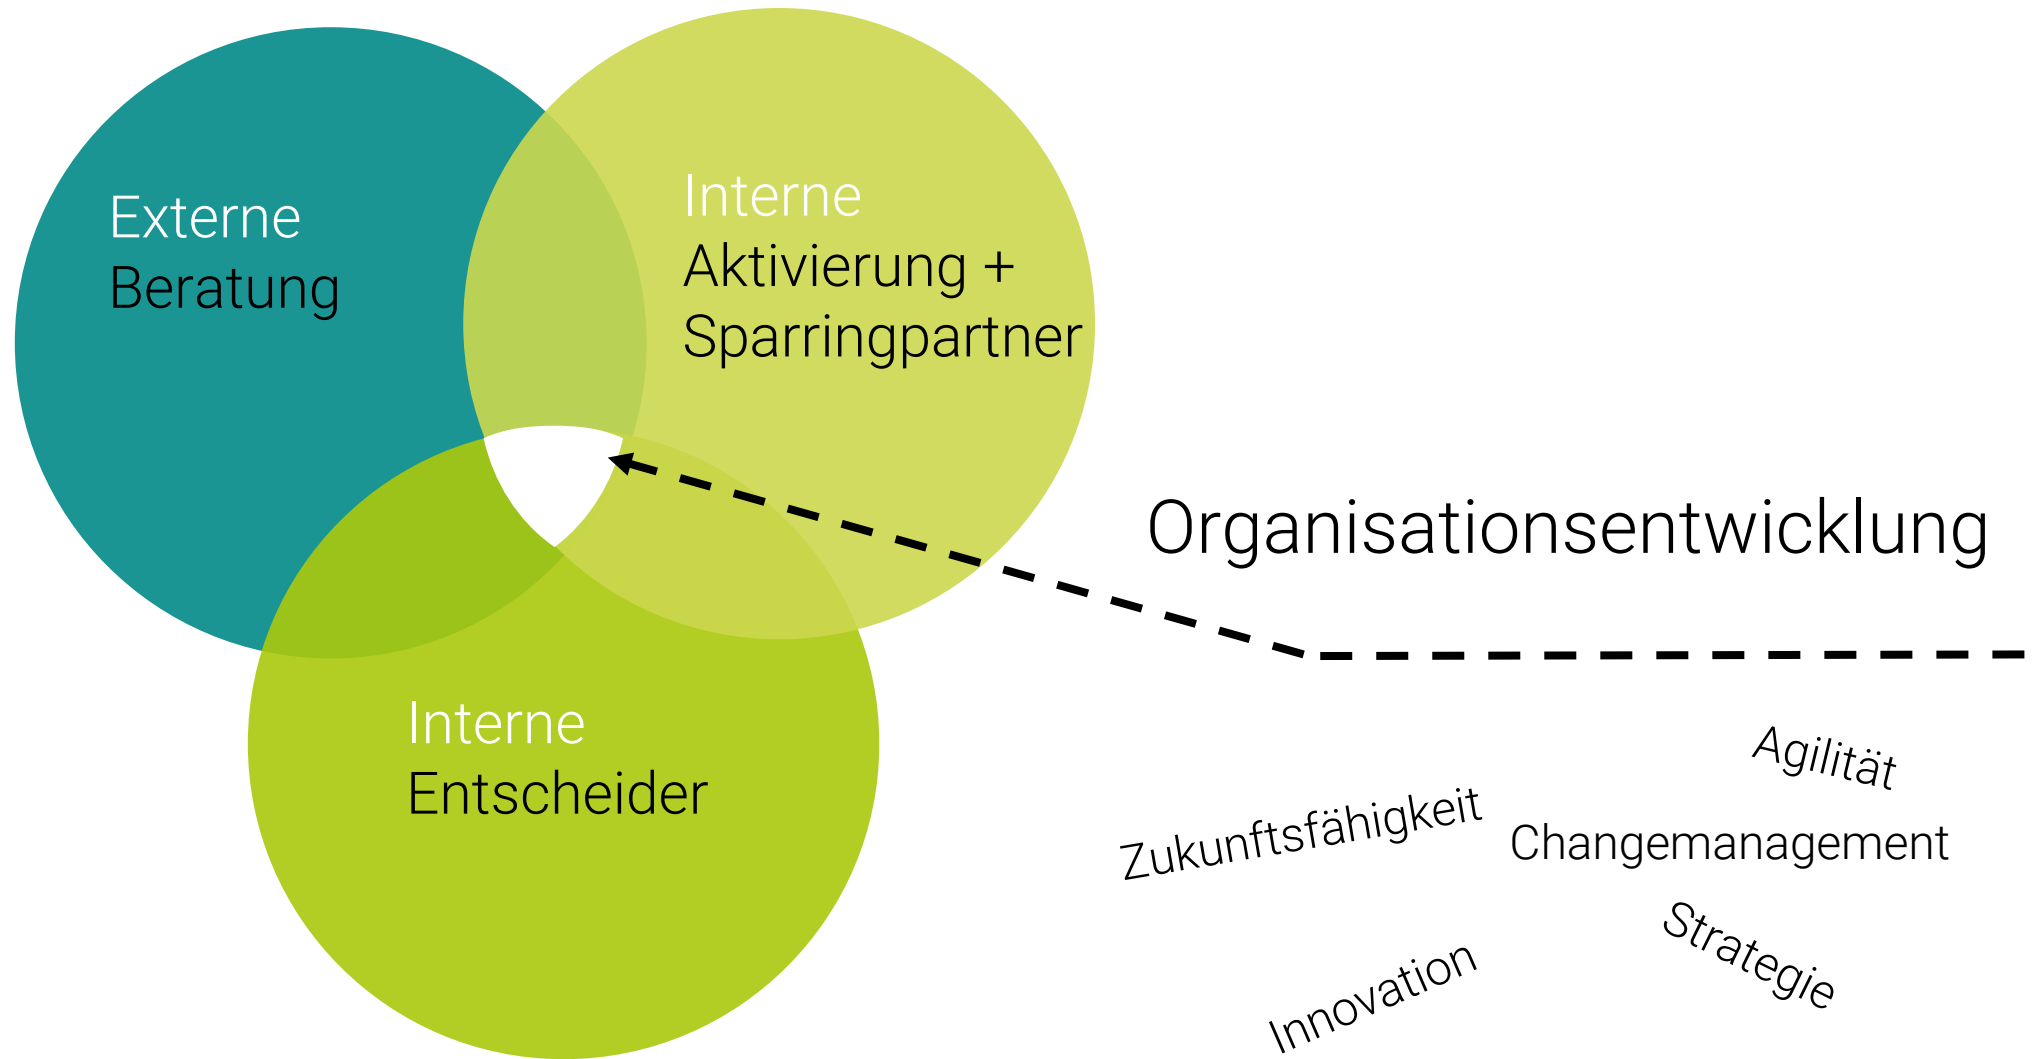 Externe
Beratung
Interne
Aktivierung +
Sparringpartner
Interne
Entscheider
Organisationsentwicklung
Agilität
Zukunftsfähigkeit
Changemanagement
Strategie
Innovation